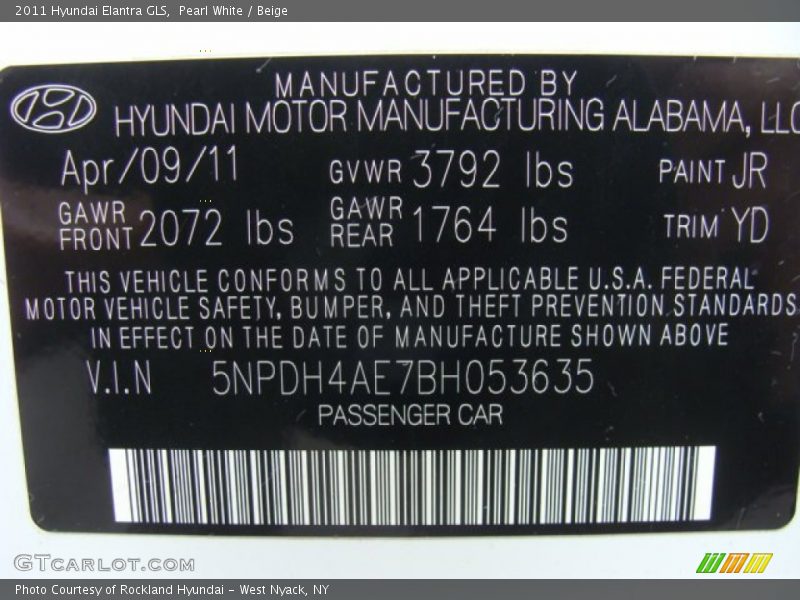 2011 Hyundai Elantra GLS,  Pearl White / Beige
MANUFACTURED BY
HYUNDAI MOTOR MANUFACTURING ALABAMA, LLC
Apr/09/11 GVWR 3792 lbs PAINT JR
GAWR FRONT 2072 lbs GAWR REAR 1764 lbs TRIM YD
THIS VEHICLE CONFORMS TO ALL APPLICABLE U.S.A. FEDERAL
MOTOR VEHICLE SAFETY, BUMPER, AND THEFT PREVENTION STANDARDS
IN EFFECT ON THE DATE OF MANUFACTURE SHOWN ABOVE
V.I.N 5NPDH4AE7BH053635
PASSENGER CAR
GTCARLOT.COM
Photo Courtesy of Rockland Hyundai - West Nyack, NY